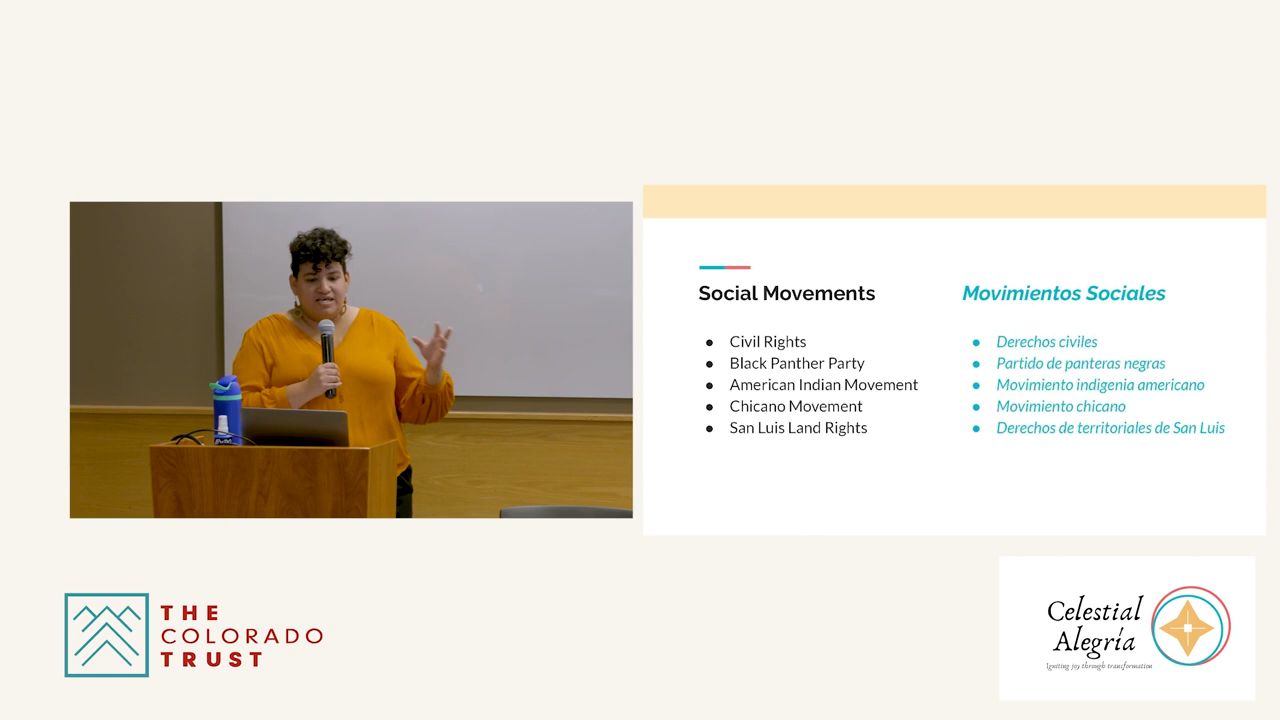 Social Movements
Civil Rights
Black Panther Party
American Indian Movement
Chicano Movement
San Luis Land Rights
Movimientos Sociales
Derechos civiles
Partido de panteras negras
Movimiento indigenia americano
Movimiento chicano
Derechos de territoriales de San Luis
THE
COLORADO
TRUST
Celestial
Alegría
Igniting joy through transformation